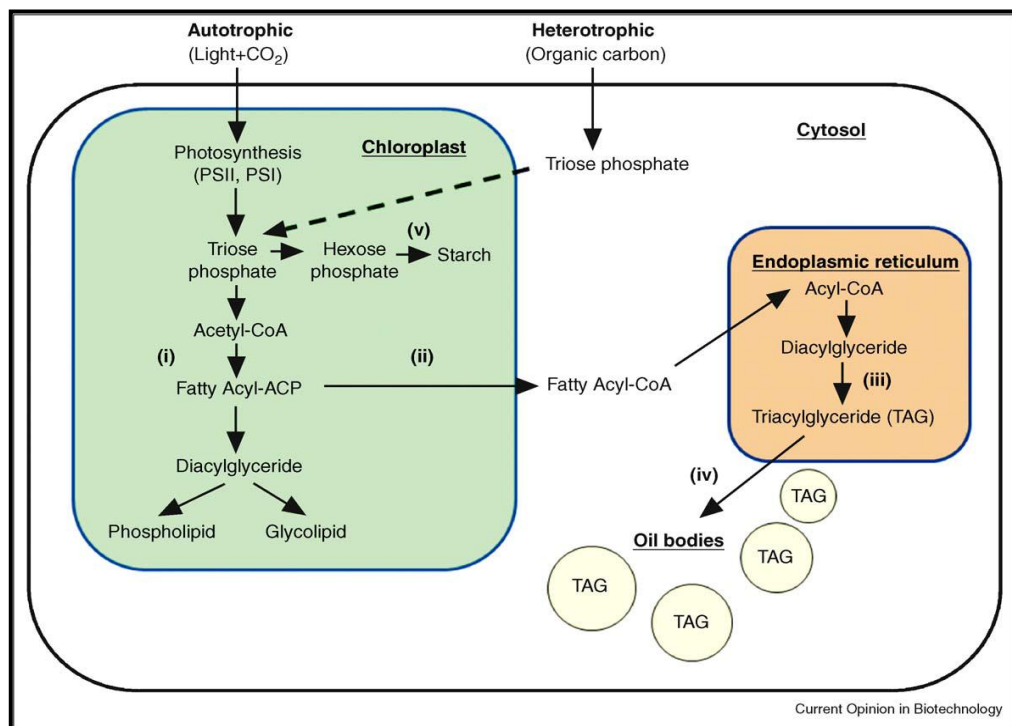 Autotrophic
(Light+CO₂)
Heterotrophic
(Organic carbon)
Chloroplast
Cytosol
Photosynthesis
(PSII, PSI)
Triose phosphate
Triose
phosphate
Hexose
phosphate
(v)
Starch
Endoplasmic reticulum
Acyl-CoA
Acetyl-CoA
(i)
(ii)
Diacylglyceride
Fatty Acyl-ACP
Fatty Acyl-CoA
(iii)
Triacylglyceride (TAG)
Diacylglyceride
(iv)
TAG
Phospholipid
Glycolipid
Oil bodies
TAG
TAG
TAG
Current Opinion in Biotechnology